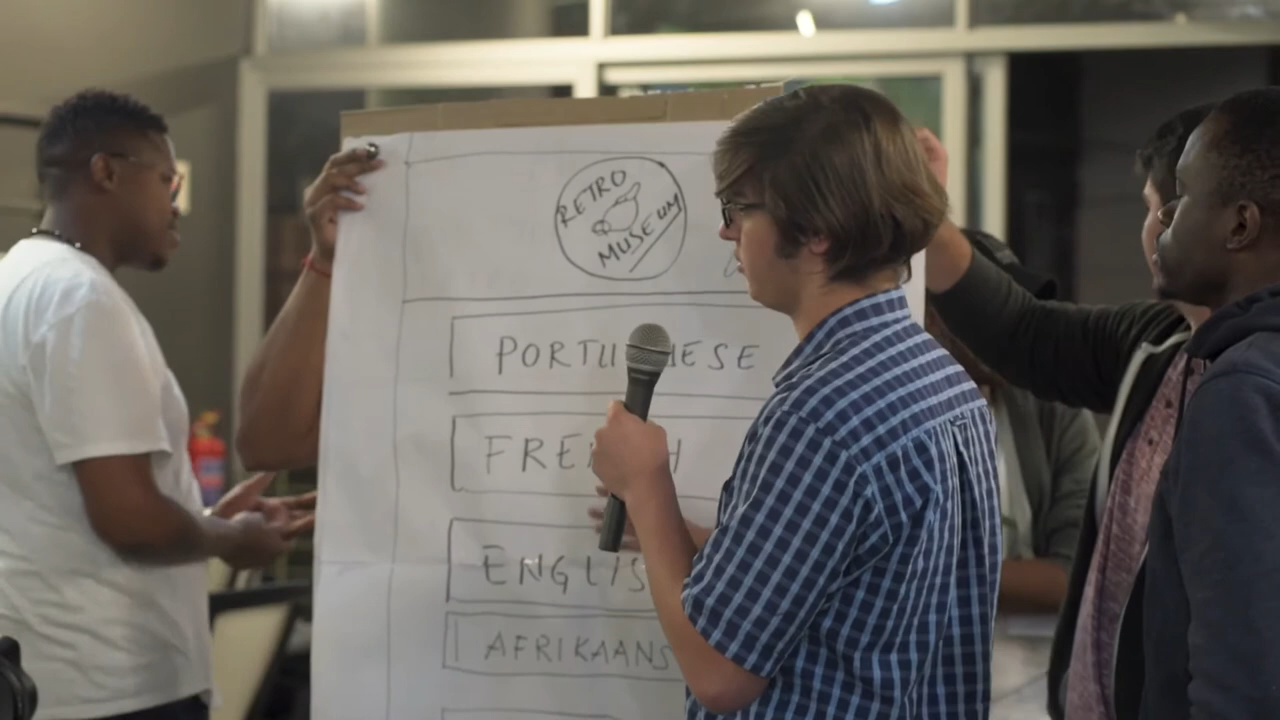 RETRO
MUSEUM
PORTUGUESE
FRENCH
ENGLISH
AFRIKAANS